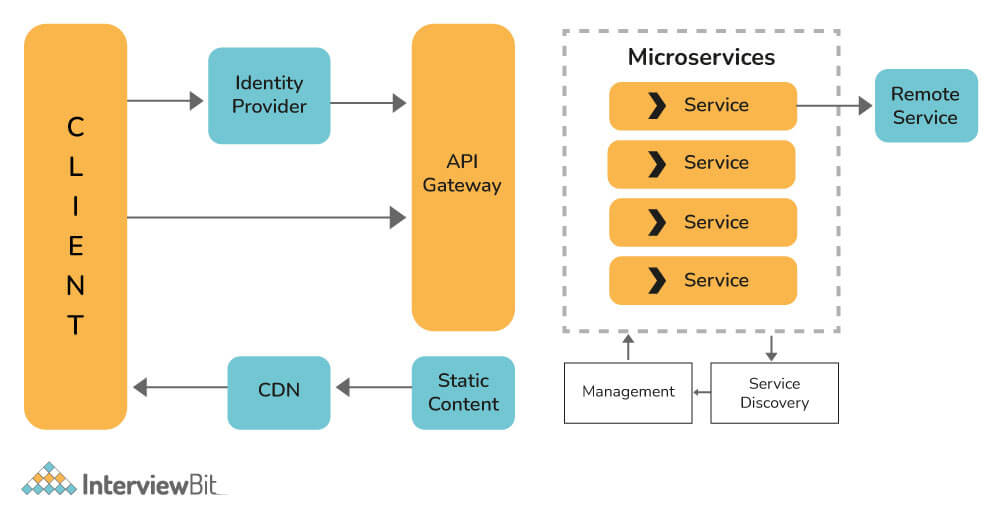 CLIENT
Identity
Provider
API
Gateway
CDN
Static
Content
Microservices
Service
Service
Service
Service
Remote
Service
Management
Service
Discovery
InterviewBit